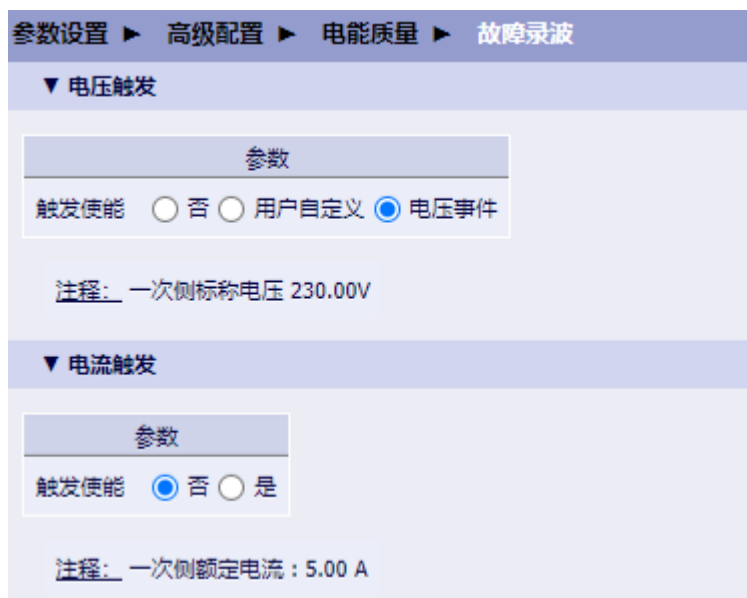 参数设置 ► 高级配置 ► 电能质量 ► 故障录波
▼ 电压触发
参数
触发使能 否 用户自定义 电压事件
注释: 一次侧标称电压 230.00V
▼ 电流触发
参数
触发使能 否 是
注释: 一次侧额定电流：5.00 A